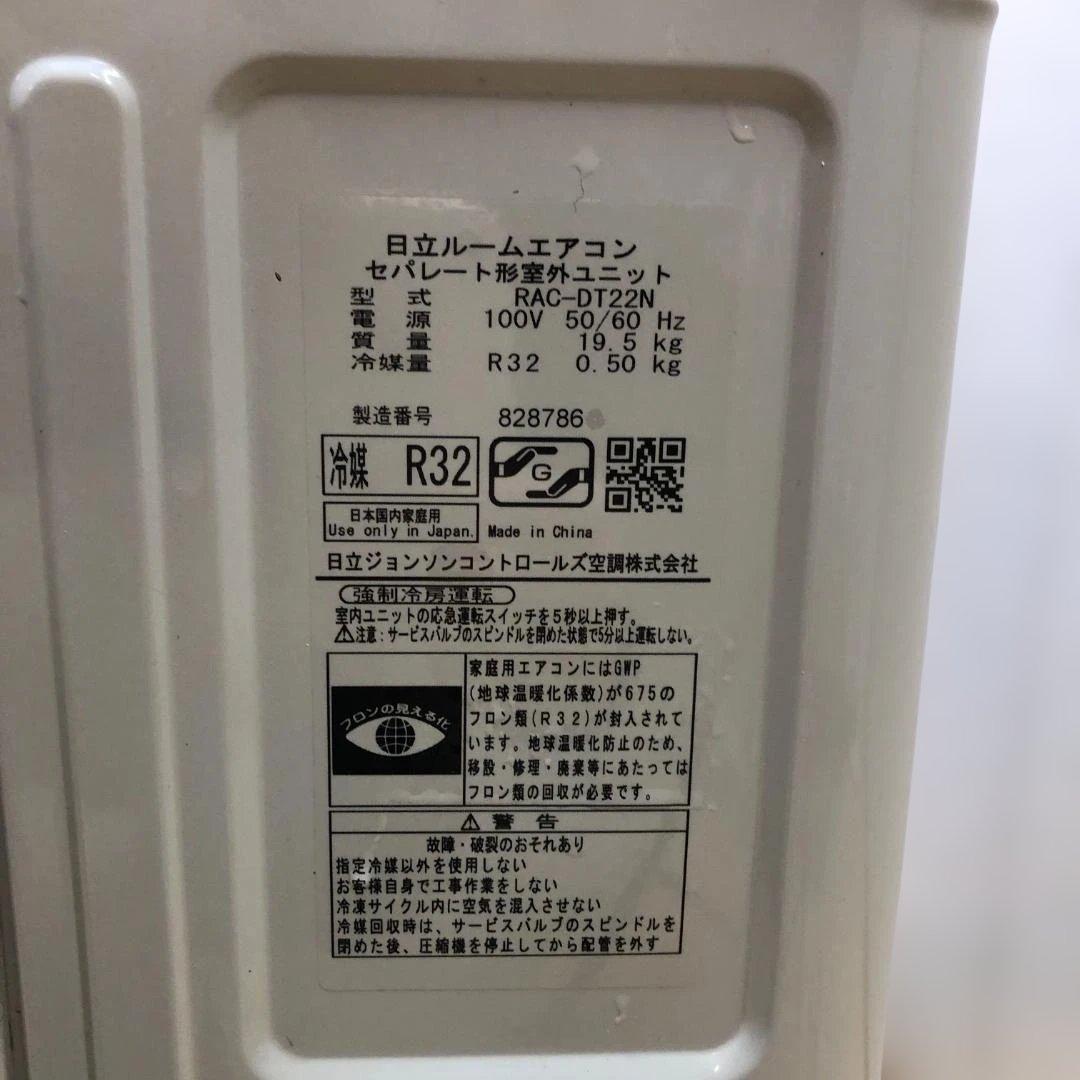 日立ルームエアコン
セパレート形室外ユニット
型 式 RAC-DT22N
電 源 100V 50/60 Hz
質 量 19.5 kg
冷媒量 R32 0.50 kg
製造番号 828786
冷媒 R32
G
日本国内家庭用
Use only in Japan.
Made in China
日立ジョンソンコントロールズ空調株式会社
強制冷房運転
室内ユニットの応急運転スイッチを5秒以上押す。
⚠注意:サービスバルブのスピンドルを閉めた状態で5分以上運転しない。
フロンの見える化
家庭用エアコンにはGWP
(地球温暖化係数)が675の
フロン類(R32)が封入されて
います。地球温暖化防止のため、
移設・修理・廃棄等にあたっては
フロン類の回収が必要です。
⚠ 警 告
故障・破裂のおそれあり
指定冷媒以外を使用しない
お客様自身で工事作業をしない
冷凍サイクル内に空気を混入させない
冷媒回収時は、サービスバルブのスピンドルを
閉めた後、圧縮機を停止してから配管を外す